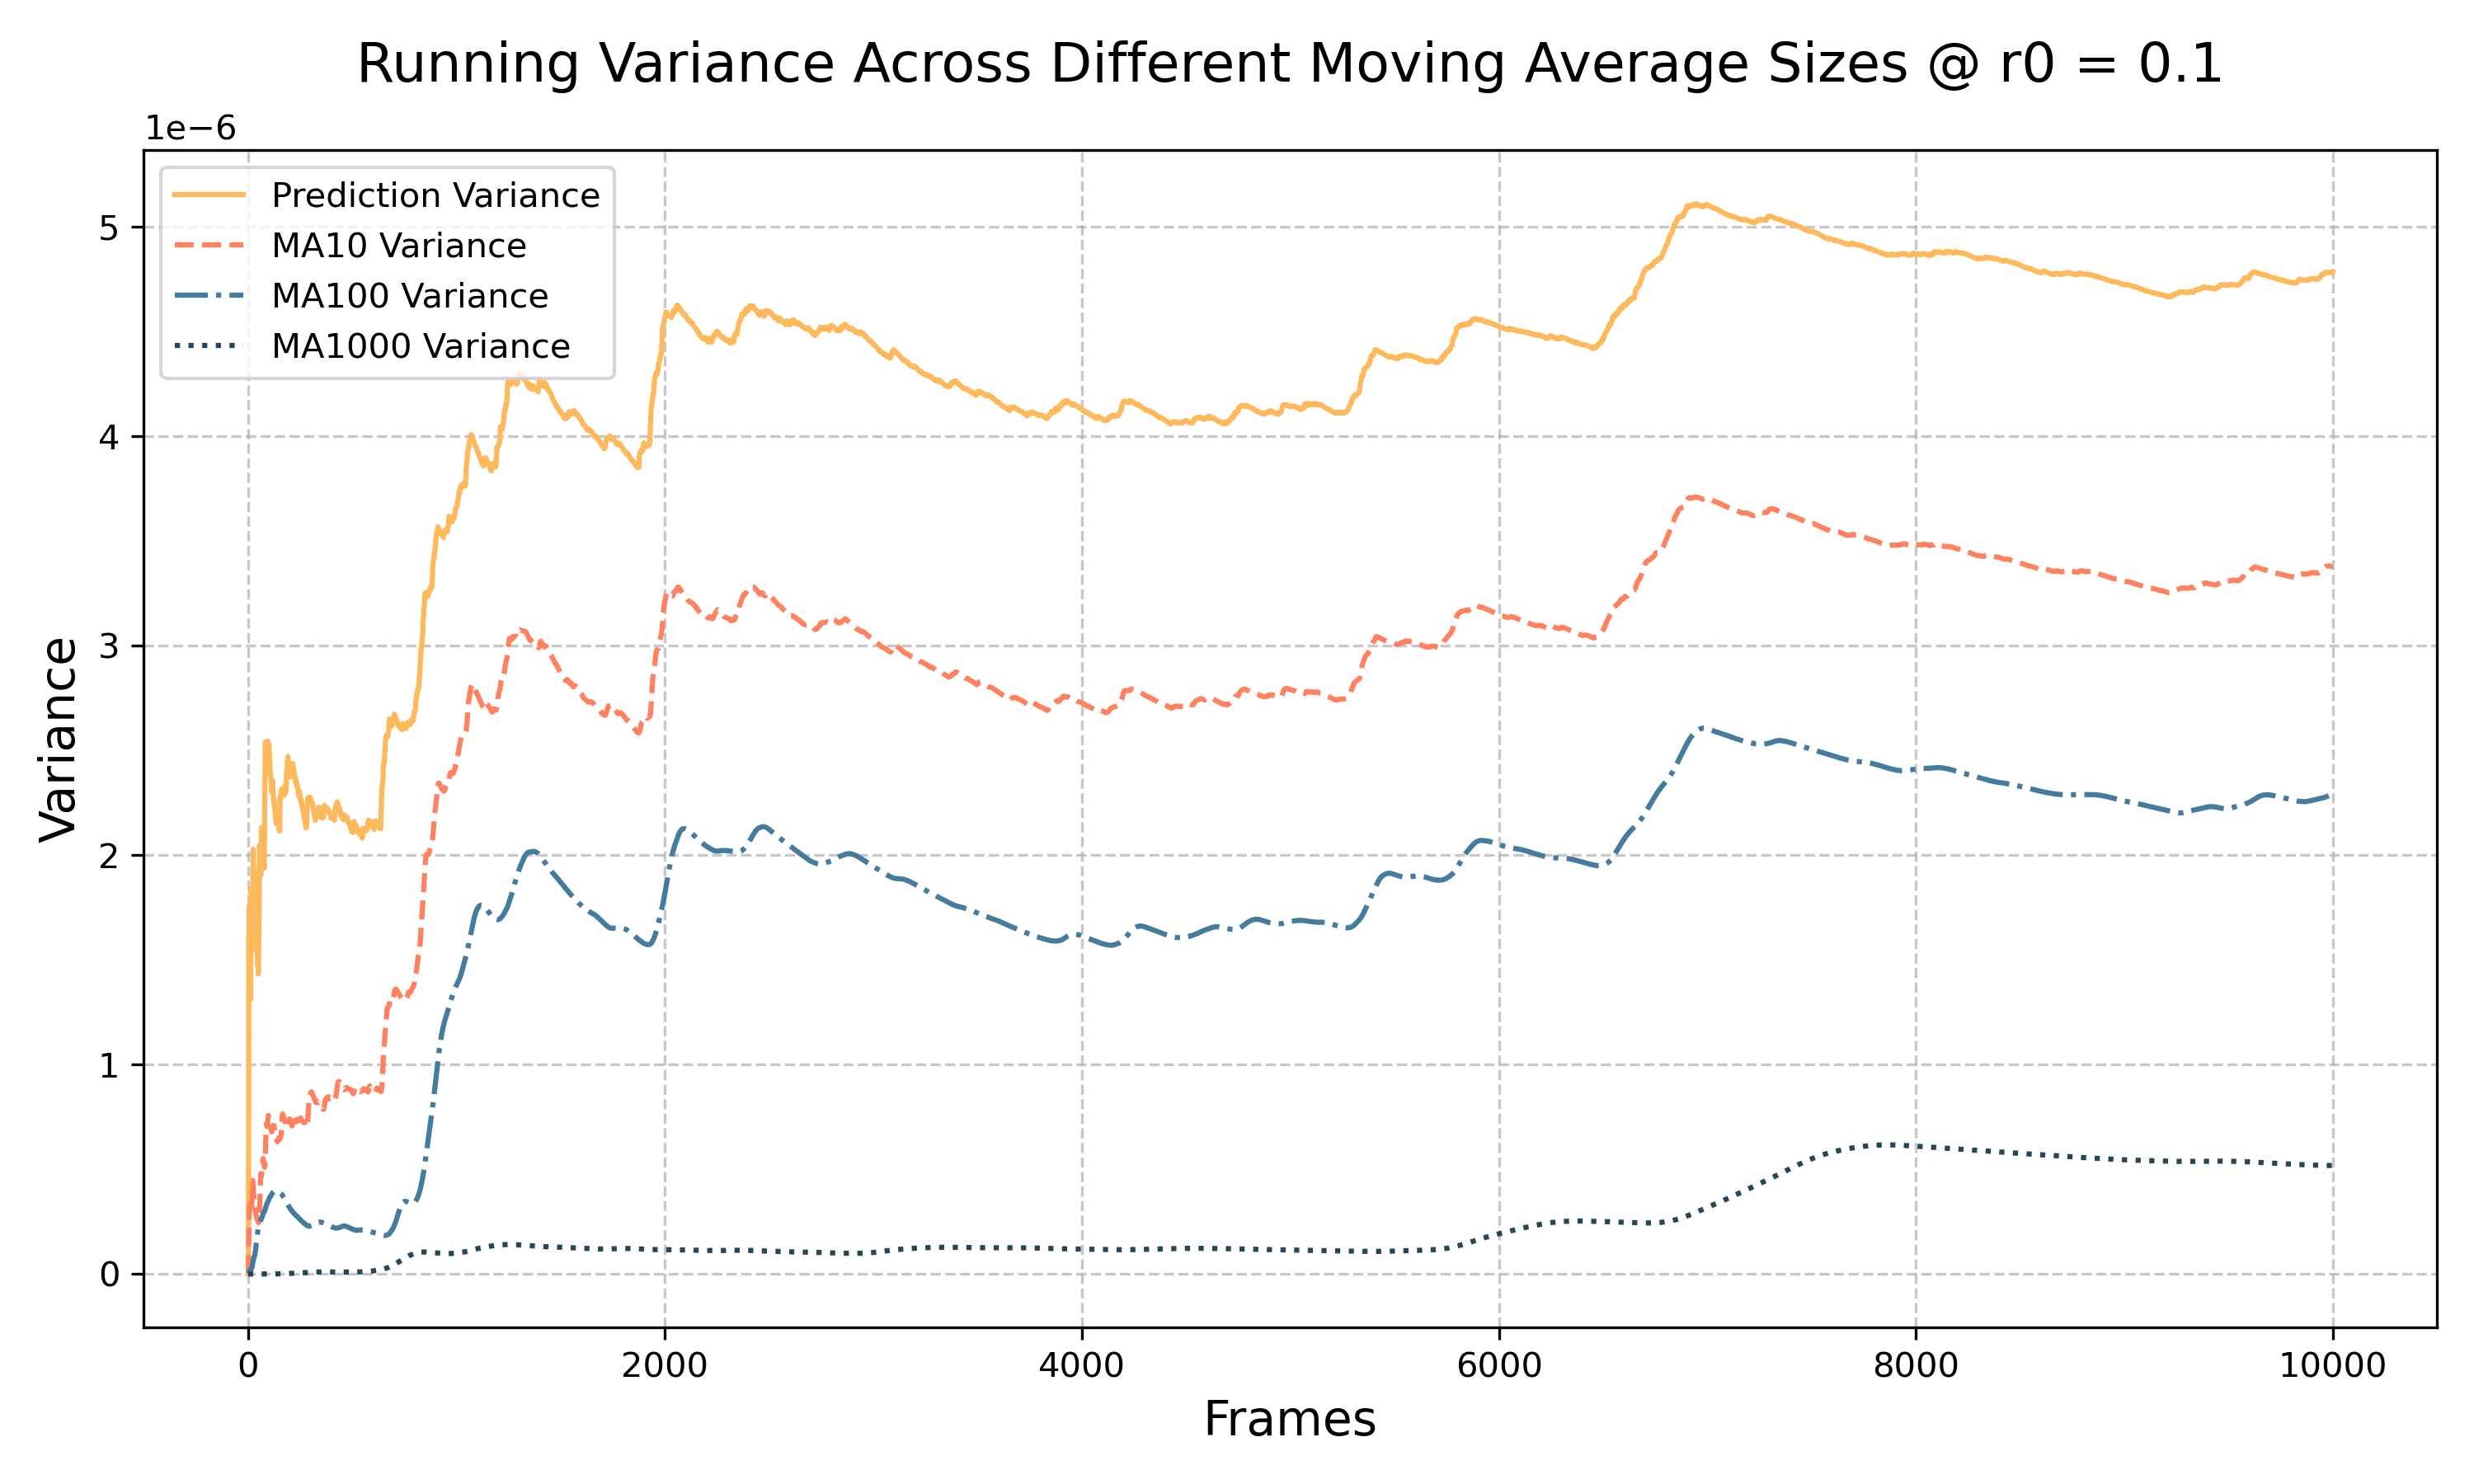 Running Variance Across Different Moving Average Sizes @ r0 = 0.1
1e−6
Prediction Variance
MA10 Variance
MA100 Variance
MA1000 Variance
5
4
3
2
1
0
Variance
0 2000 4000 6000 8000 10000
Frames